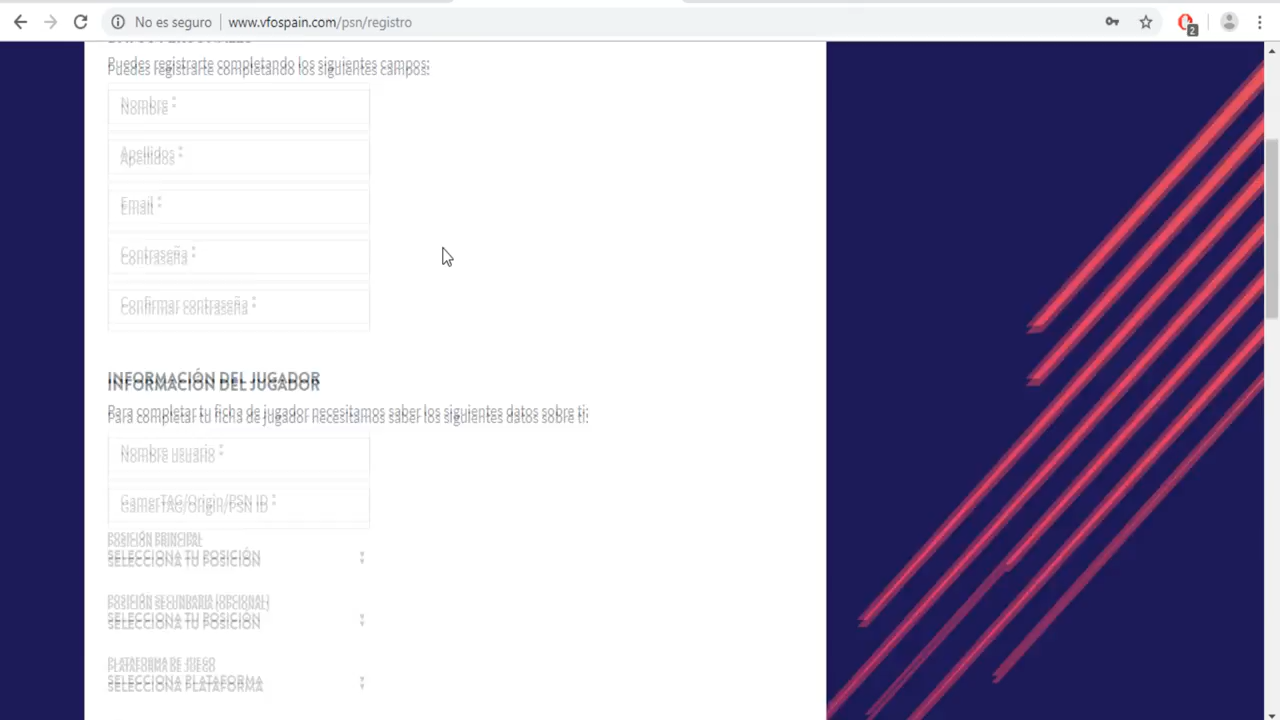 No es seguro
www.vfospain.com/psn/registro
2
Puedes registrarte completando los siguientes campos:
Nombre *
Apellidos *
Email *
Contraseña *
Confirmar contraseña *
INFORMACIÓN DEL JUGADOR
Para completar tu ficha de jugador necesitamos saber los siguientes datos sobre ti:
Nombre usuario *
GamerTAG/Origin/PSN ID *
POSICIÓN PRINCIPAL
SELECCIONA TU POSICIÓN
POSICIÓN SECUNDARIA (OPCIONAL)
SELECCIONA TU POSICIÓN
PLATAFORMA DE JUEGO
SELECCIONA PLATAFORMA